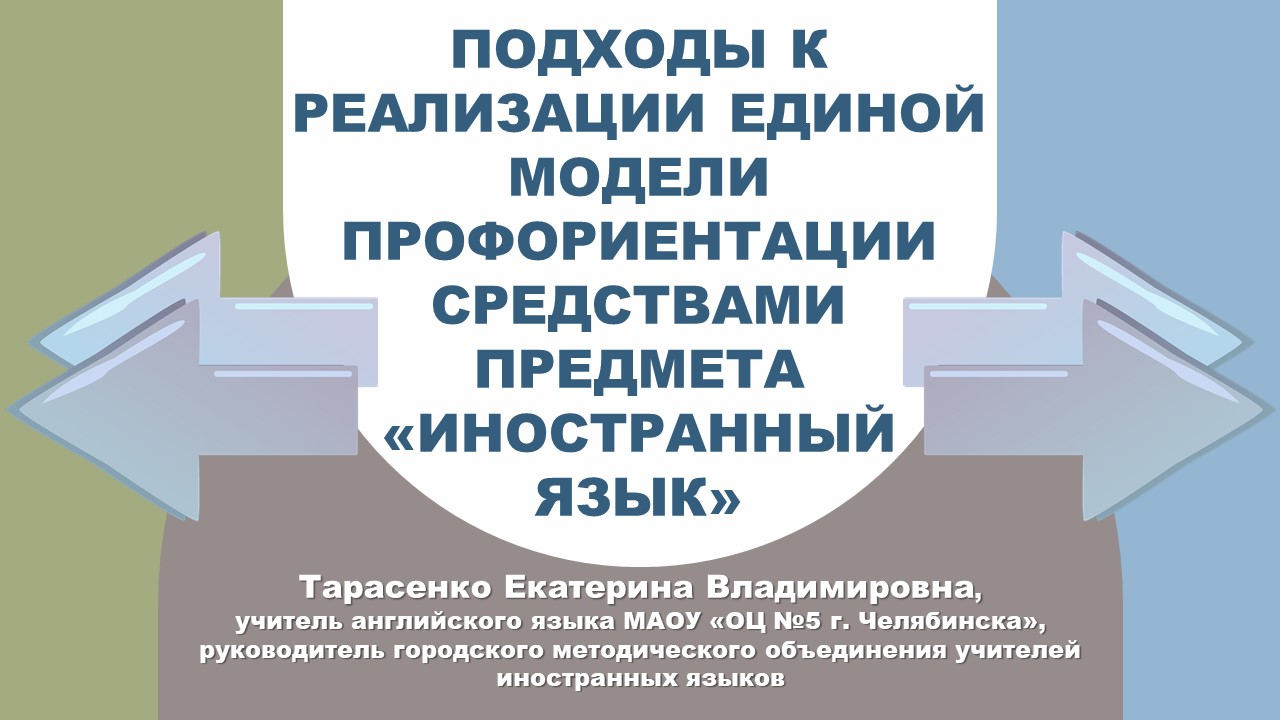 ПОДХОДЫ К
РЕАЛИЗАЦИИ ЕДИНОЙ
МОДЕЛИ
ПРОФОРИЕНТАЦИИ
СРЕДСТВАМИ
ПРЕДМЕТА
«ИНОСТРАННЫЙ
ЯЗЫК»
Тарасенко Екатерина Владимировна,
учитель английского языка МАОУ «ОЦ №5 г. Челябинска»,
руководитель городского методического объединения учителей
иностранных языков